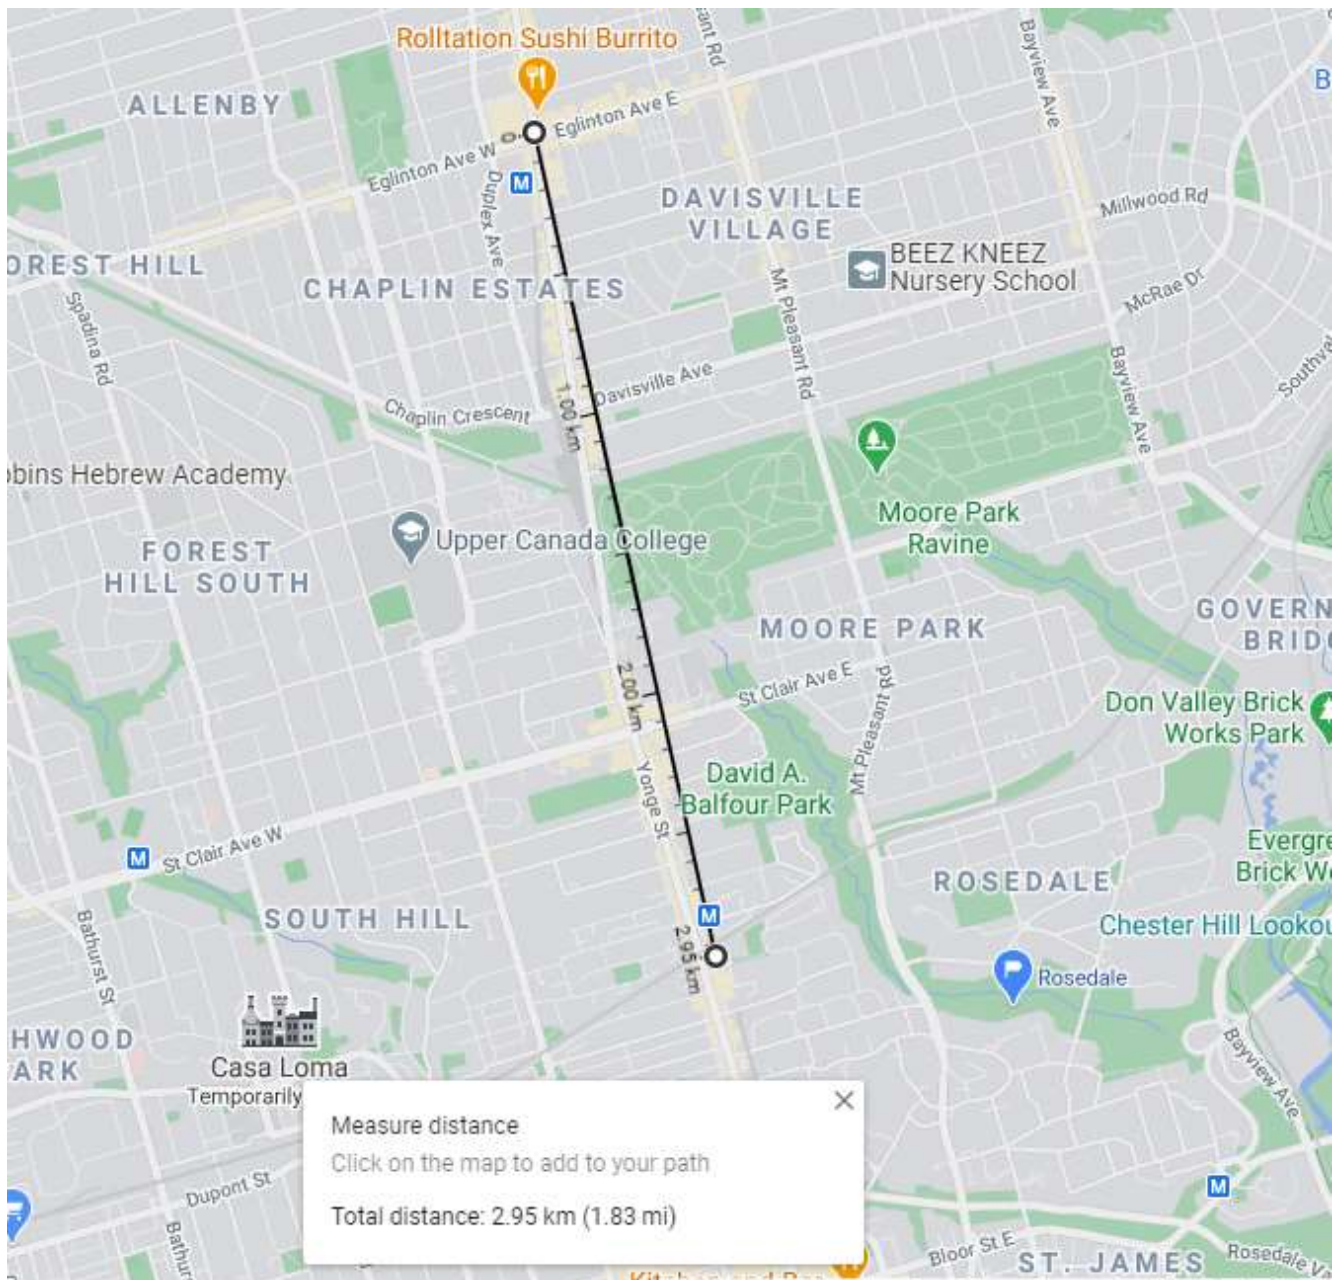 Rolltation Sushi Burrito
ALLENBY
Eglinton Ave E
Eglinton Ave W
Bayview Ave
Duplex Ave
0
M
DAVISVILLE
VILLAGE
Millwood Rd
BEEZ KNEEZ
Nursery School
OREST HILL
CHAPLIN ESTATES
Spadina Rd
Mt Pleasant Rd
McRae Dr
Davisville Ave
1.00 km
Chaplin Crescent
Bayview Ave
Moore Park
Ravine
Hebrew Academy
Upper Canada College
FOREST
HILL SOUTH
MOORE PARK
GOVERN
BRID
St Clair Ave E
Mt Pleasant Rd
2.00 km
Don Valley Brick
Works Park
Yonge St
David A.
Balfour Park
M
St Clair Ave W
Evergre
Brick Wo
ROSEDALE
M
SOUTH HILL
Chester Hill Lookou
2.95 km
Bathurst St
Rosedale
HWOOD
ARK
Casa Loma
Temporarily
Bayview Ave
Measure distance
Click on the map to add to your path
Total distance: 2.95 km (1.83 mi)
Dupont St
M
Bloor St E
ST. JAMES
Rosedale V